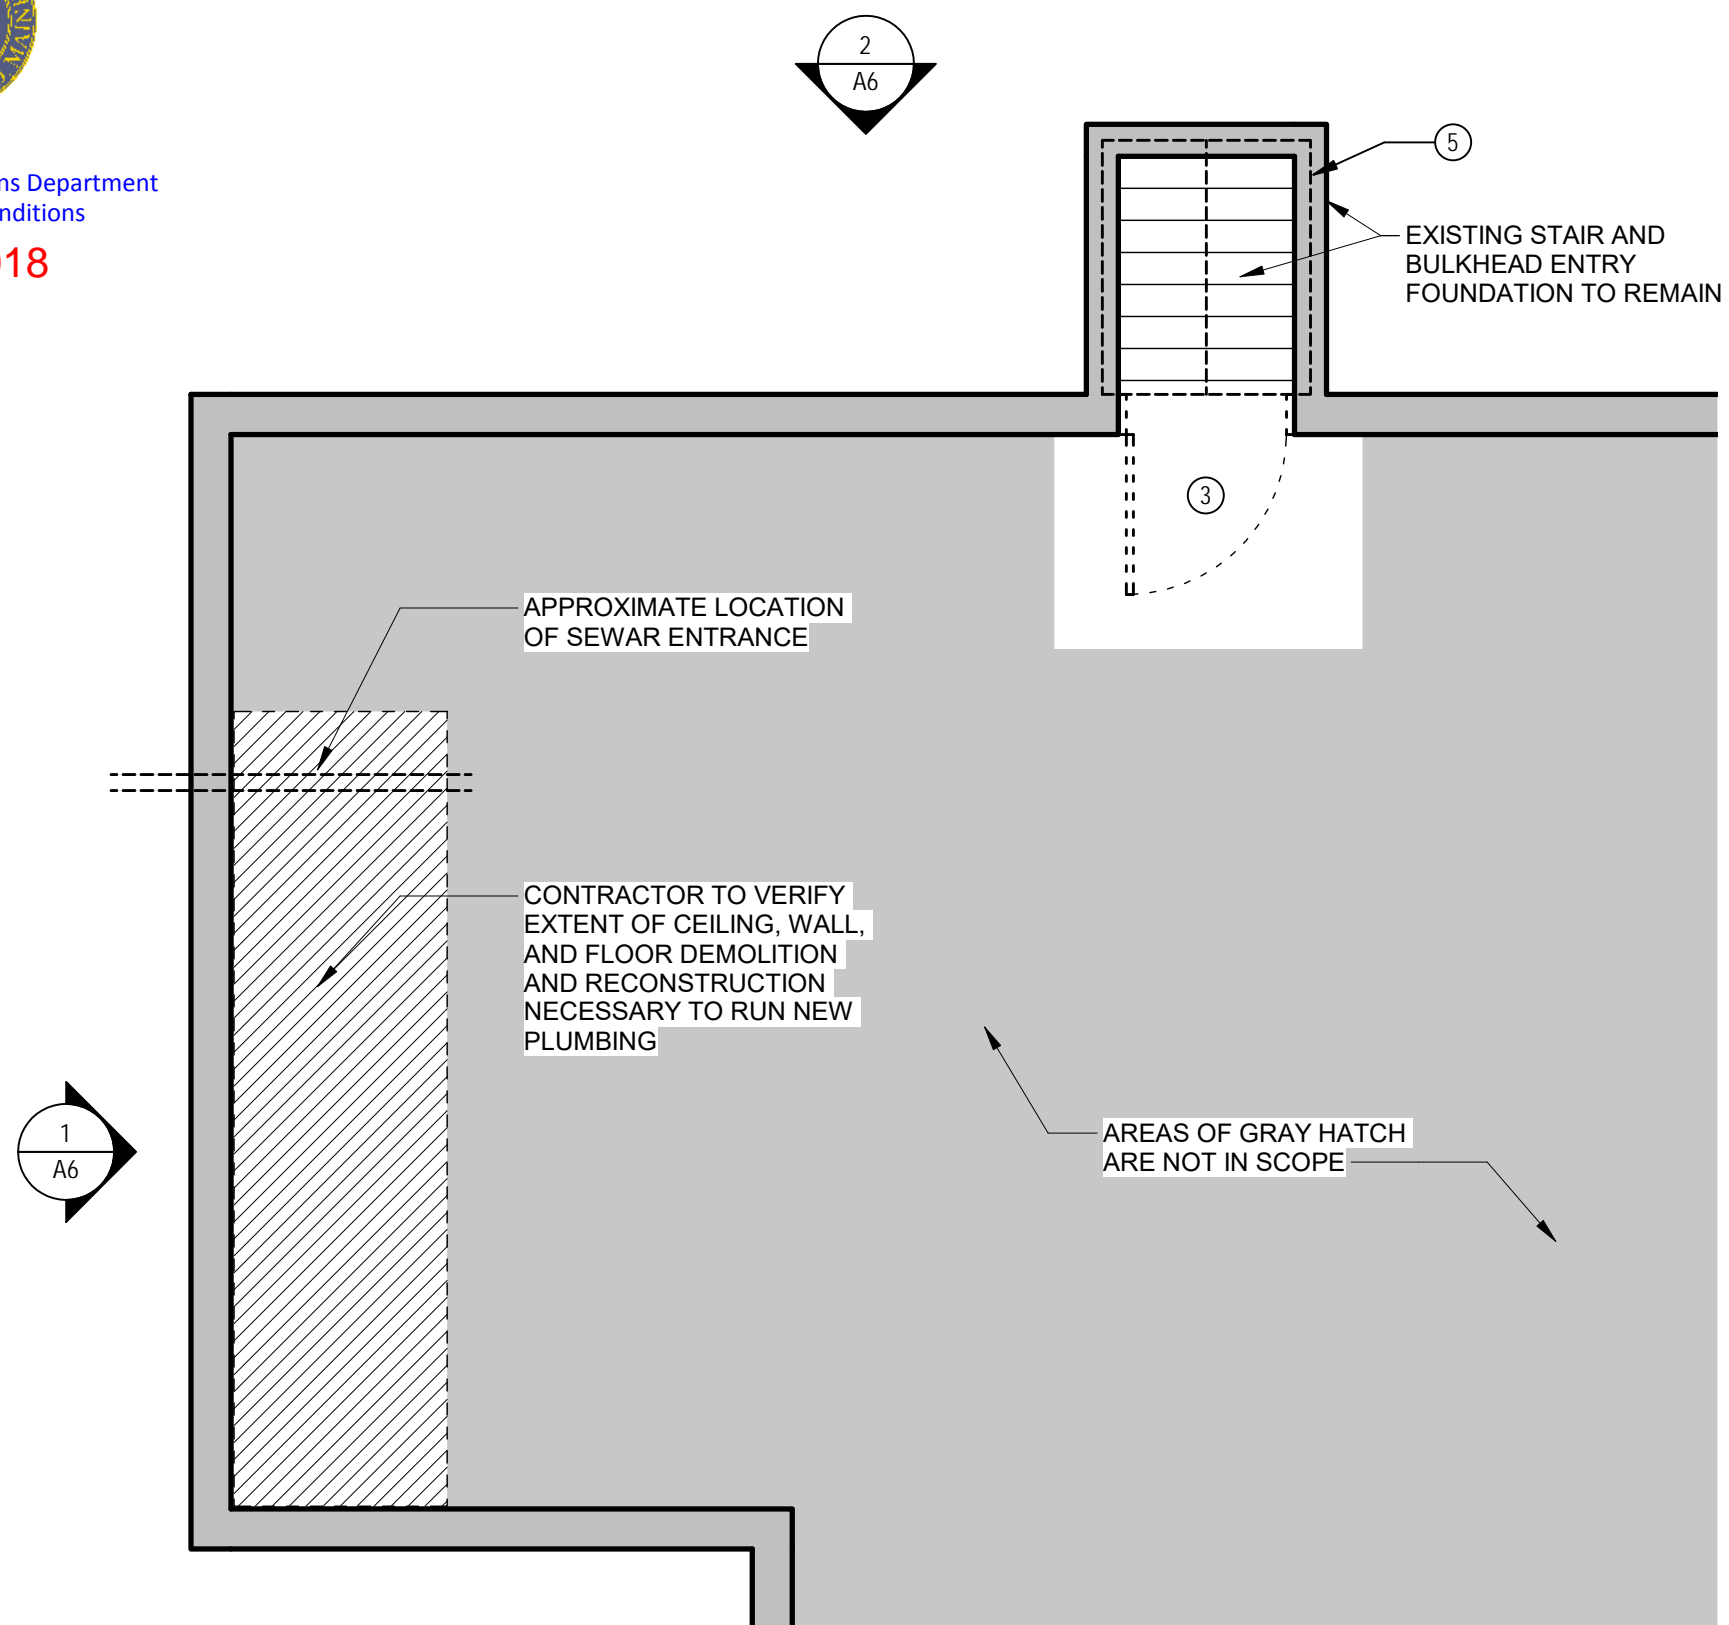 2
A6
ns Department
nditions
18
5
EXISTING STAIR AND
BULKHEAD ENTRY
FOUNDATION TO REMAIN
3
APPROXIMATE LOCATION
OF SEWAR ENTRANCE
CONTRACTOR TO VERIFY
EXTENT OF CEILING, WALL,
AND FLOOR DEMOLITION
AND RECONSTRUCTION
NECESSARY TO RUN NEW
PLUMBING
1
A6
AREAS OF GRAY HATCH
ARE NOT IN SCOPE